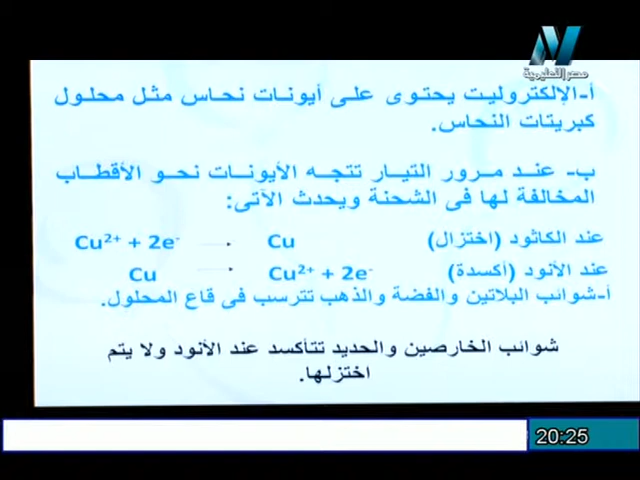 مصر التعليمية
أ-الإلكتروليت يحتوى على أيونات نحاس مثل محلول
كبريتات النحاس.
ب- عند مرور التيار تتجه الأيونات نحو الأقطاب
المخالفة لها فى الشحنة ويحدث الآتى:
عند الكاثود (اختزال) Cu²⁺ + 2e⁻ → Cu
عند الأنود (أكسدة) Cu → Cu²⁺ + 2e⁻
أ-شوائب البلاتين والفضة والذهب تترسب فى قاع المحلول.
شوائب الخارصين والحديد تتأكسد عند الأنود ولا يتم
اختزلها.
20:25